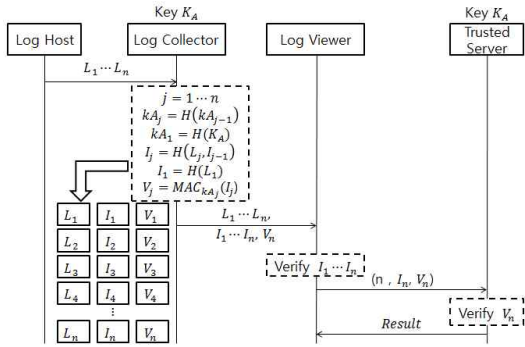 Key K_A
Key K_A
Log Host
Log Collector
Log Viewer
Trusted
Server
L_1 ⋯ L_n
j = 1 ⋯ n
kA_j = H(kA_{j-1})
kA_1 = H(K_A)
I_j = H(L_j, I_{j-1})
I_1 = H(L_1)
V_j = MAC_{kA_j}(I_j)
L_1 I_1 V_1
L_2 I_2 V_2
L_3 I_3 V_3
L_4 I_4 V_4
⋮
L_n I_n V_n
L_1 ⋯ L_n,
I_1 ⋯ I_n, V_n
Verify I_1 ⋯ I_n
(n , I_n, V_n)
Verify V_n
Result